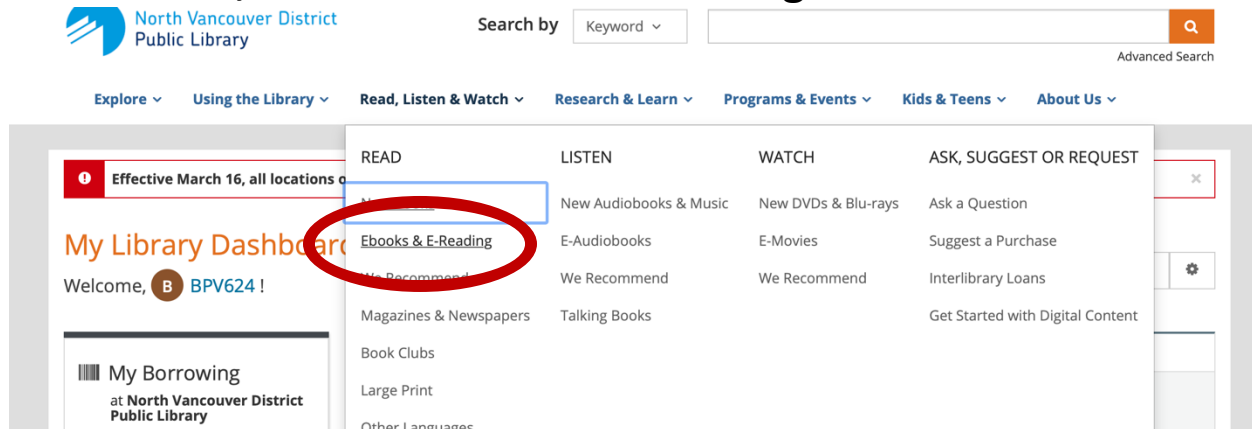 North Vancouver District
Public Library
Search by Keyword
Advanced Search
Explore Using the Library Read, Listen & Watch Research & Learn Programs & Events Kids & Teens About Us
Effective March 16, all locations
READ
Ebooks & E-Reading
We Recommend
Magazines & Newspapers
Book Clubs
Large Print
Other Languages
LISTEN
New Audiobooks & Music
E-Audiobooks
We Recommend
Talking Books
WATCH
New DVDs & Blu-rays
E-Movies
We Recommend
ASK, SUGGEST OR REQUEST
Ask a Question
Suggest a Purchase
Interlibrary Loans
Get Started with Digital Content
My Library Dashboard
Welcome, B BPV624 !
My Borrowing
at North Vancouver District
Public Library